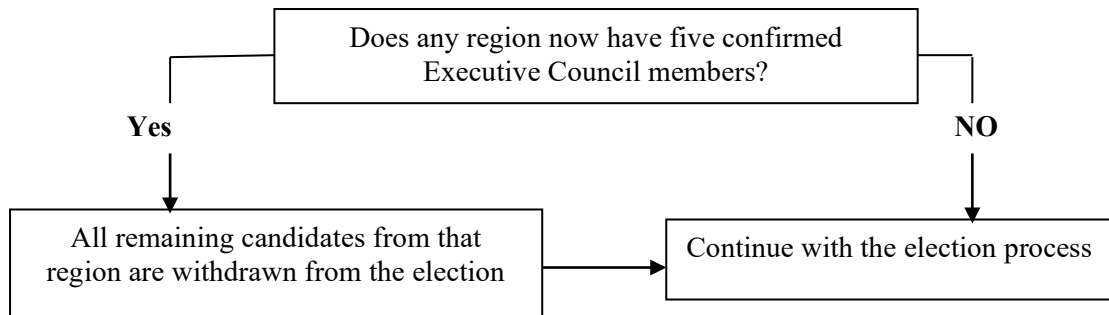 Does any region now have five confirmed
Executive Council members?
Yes
NO
All remaining candidates from that
region are withdrawn from the election
Continue with the election process